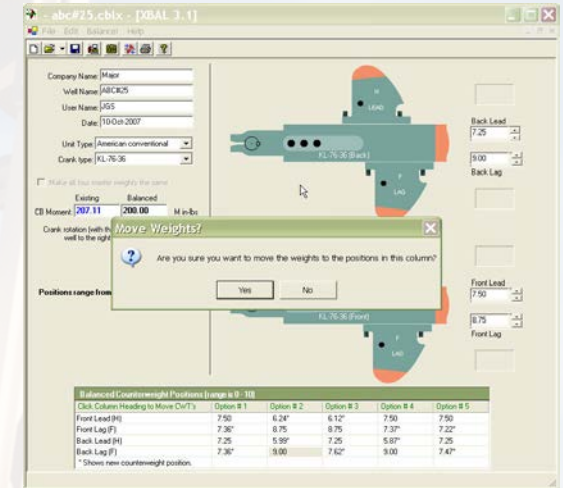 - abc#25.cblx - [XBAL 3.1]
File Edit Balancer Help
Company Name: Major
Well Name: ABC#25
User Name: JGS
Date: 10-Oct-2007
Unit Type: American conventional
Crank type: KL-76-36
Make all four master weights the same
Existing Balanced
CB Moment: 207.11 200.00 M in-lbs
Crank rotation (with th
well to the right
Positions range from
H
LEAD
KL-76-36 (Back)
F
LAG
Back Lead
7.25
9.00
Back Lag
Move Weights?
Are you sure you want to move the weights to the positions in this column?
Yes No
KL-76-36 (Front)
F
LAG
Front Lead
7.50
8.75
Front Lag
Balanced Counterweight Positions (range is 0 - 10)
Click Column Heading to Move CWT's Option # 1 Option # 2 Option # 3 Option # 4 Option # 5
Front Lead (H) 7.50 6.24* 6.12* 7.50 7.50
Front Lag (F) 7.36* 8.75 8.75 7.37* 7.22*
Back Lead (H) 7.25 5.99* 7.25 5.87* 7.25
Back Lag (F) 7.36* 9.00 7.62* 9.00 7.47*
* Shows new counterweight position.